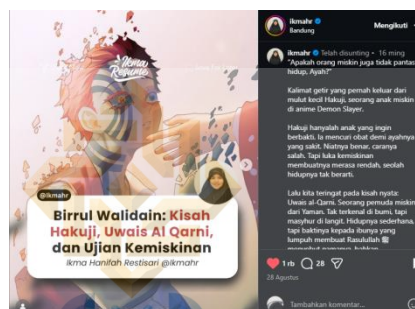 Ikma
Resume
@ikmahr
Birrul Walidain: Kisah
Hakuji, Uwais Al Qarni,
dan Ujian Kemiskinan
Ikma Hanifah Restisari @ikmahr
ikmahr
Mengikuti
Bandung
ikmahr Telah disunting • 16 ming
"Apakah orang miskin juga tidak pantas
hidup, Ayah?"
Kalimat getir yang pernah keluar dari
mulut kecil Hakuji, seorang anak miskin
di anime Demon Slayer.
Hakuji hanyalah anak yang ingin
berbakti. Ia mencuri obat demi ayahnya
yang sakit. Niatnya benar, caranya
salah. Tapi luka kemiskinan
membuatnya merasa rendah, seolah
hidupnya tak berarti.
Lalu kita teringat pada kisah nyata:
Uwais al-Qarni. Seorang pemuda miskin
dari Yaman. Tak terkenal di bumi, tapi
masyhur di langit. Hidupnya sederhana,
tapi baktinya kepada ibunya yang
lumpuh membuat Rasulullah ﷺ
1 rb 28
28 Agustus
Tambahkan komentar...